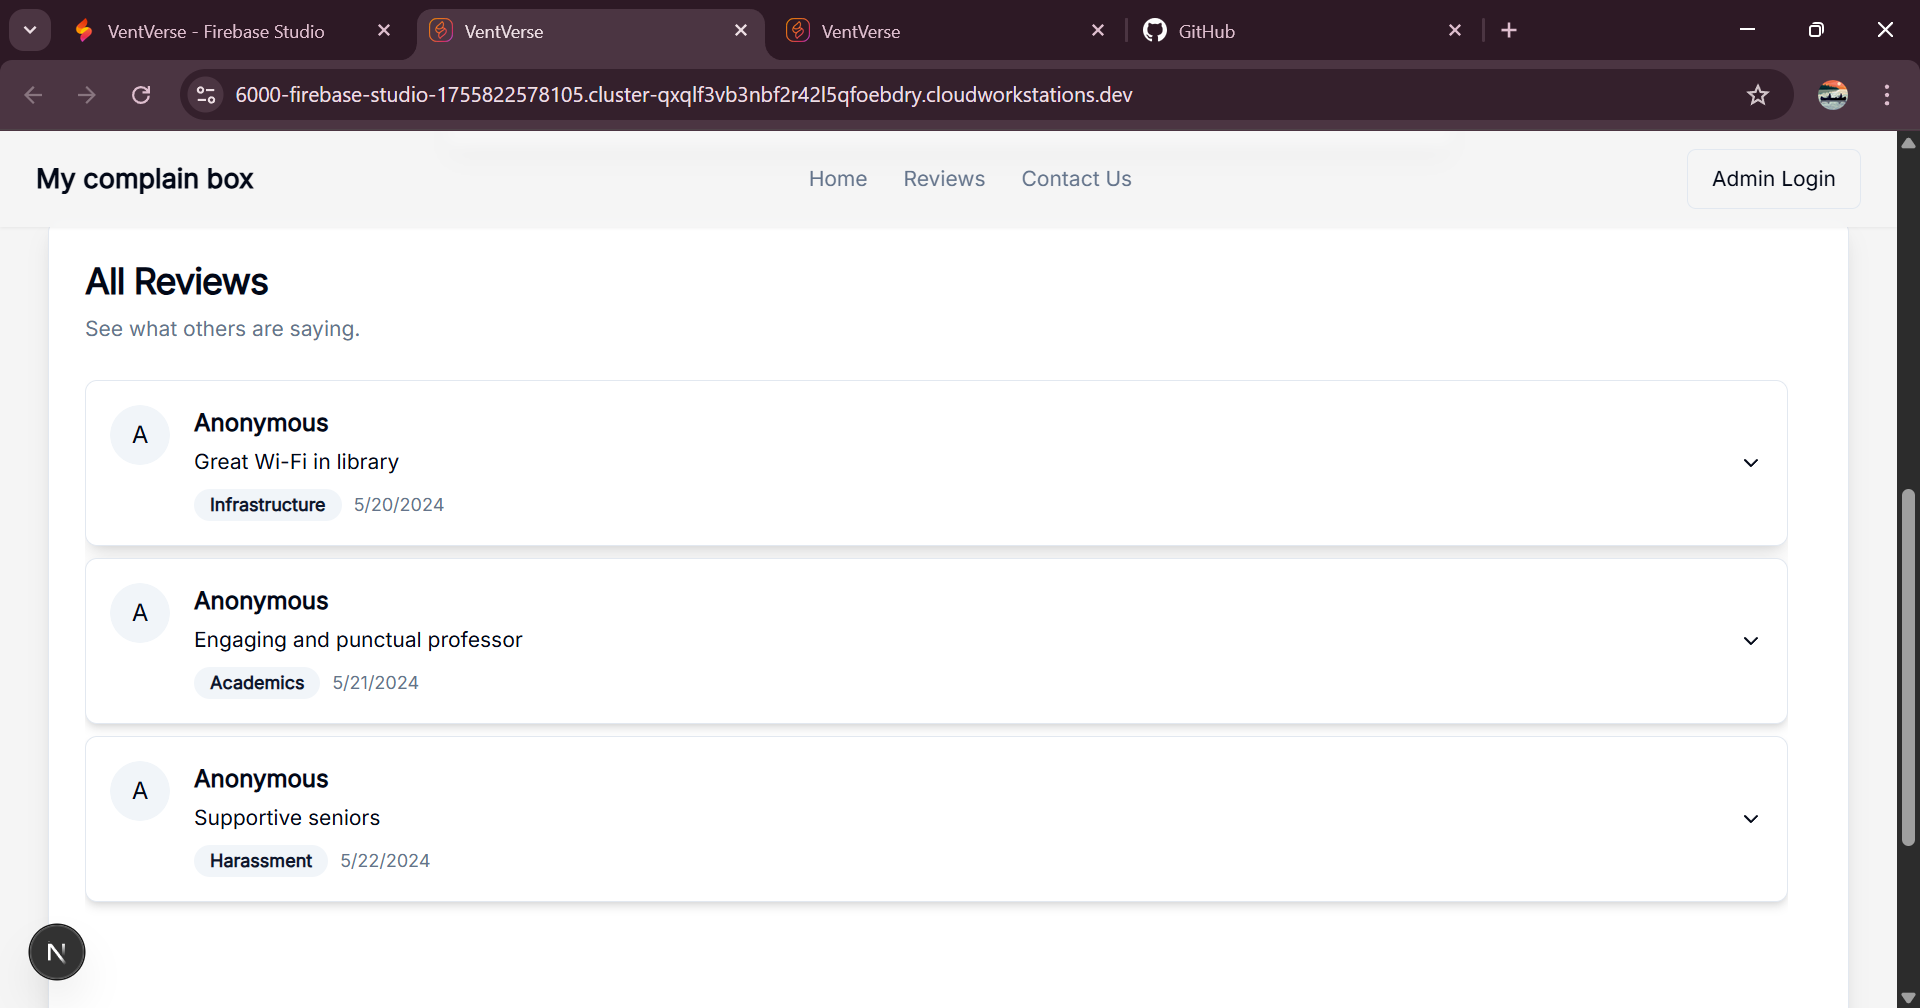 VentVerse - Firebase Studio
VentVerse
VentVerse
GitHub
6000-firebase-studio-1755822578105.cluster-qxqlf3vb3nbf2r42l5qfoebdry.cloudworkstations.dev
My complain box
Home
Reviews
Contact Us
Admin Login
All Reviews
See what others are saying.
A
Anonymous
Great Wi-Fi in library
Infrastructure 5/20/2024
A
Anonymous
Engaging and punctual professor
Academics 5/21/2024
A
Anonymous
Supportive seniors
Harassment 5/22/2024
N